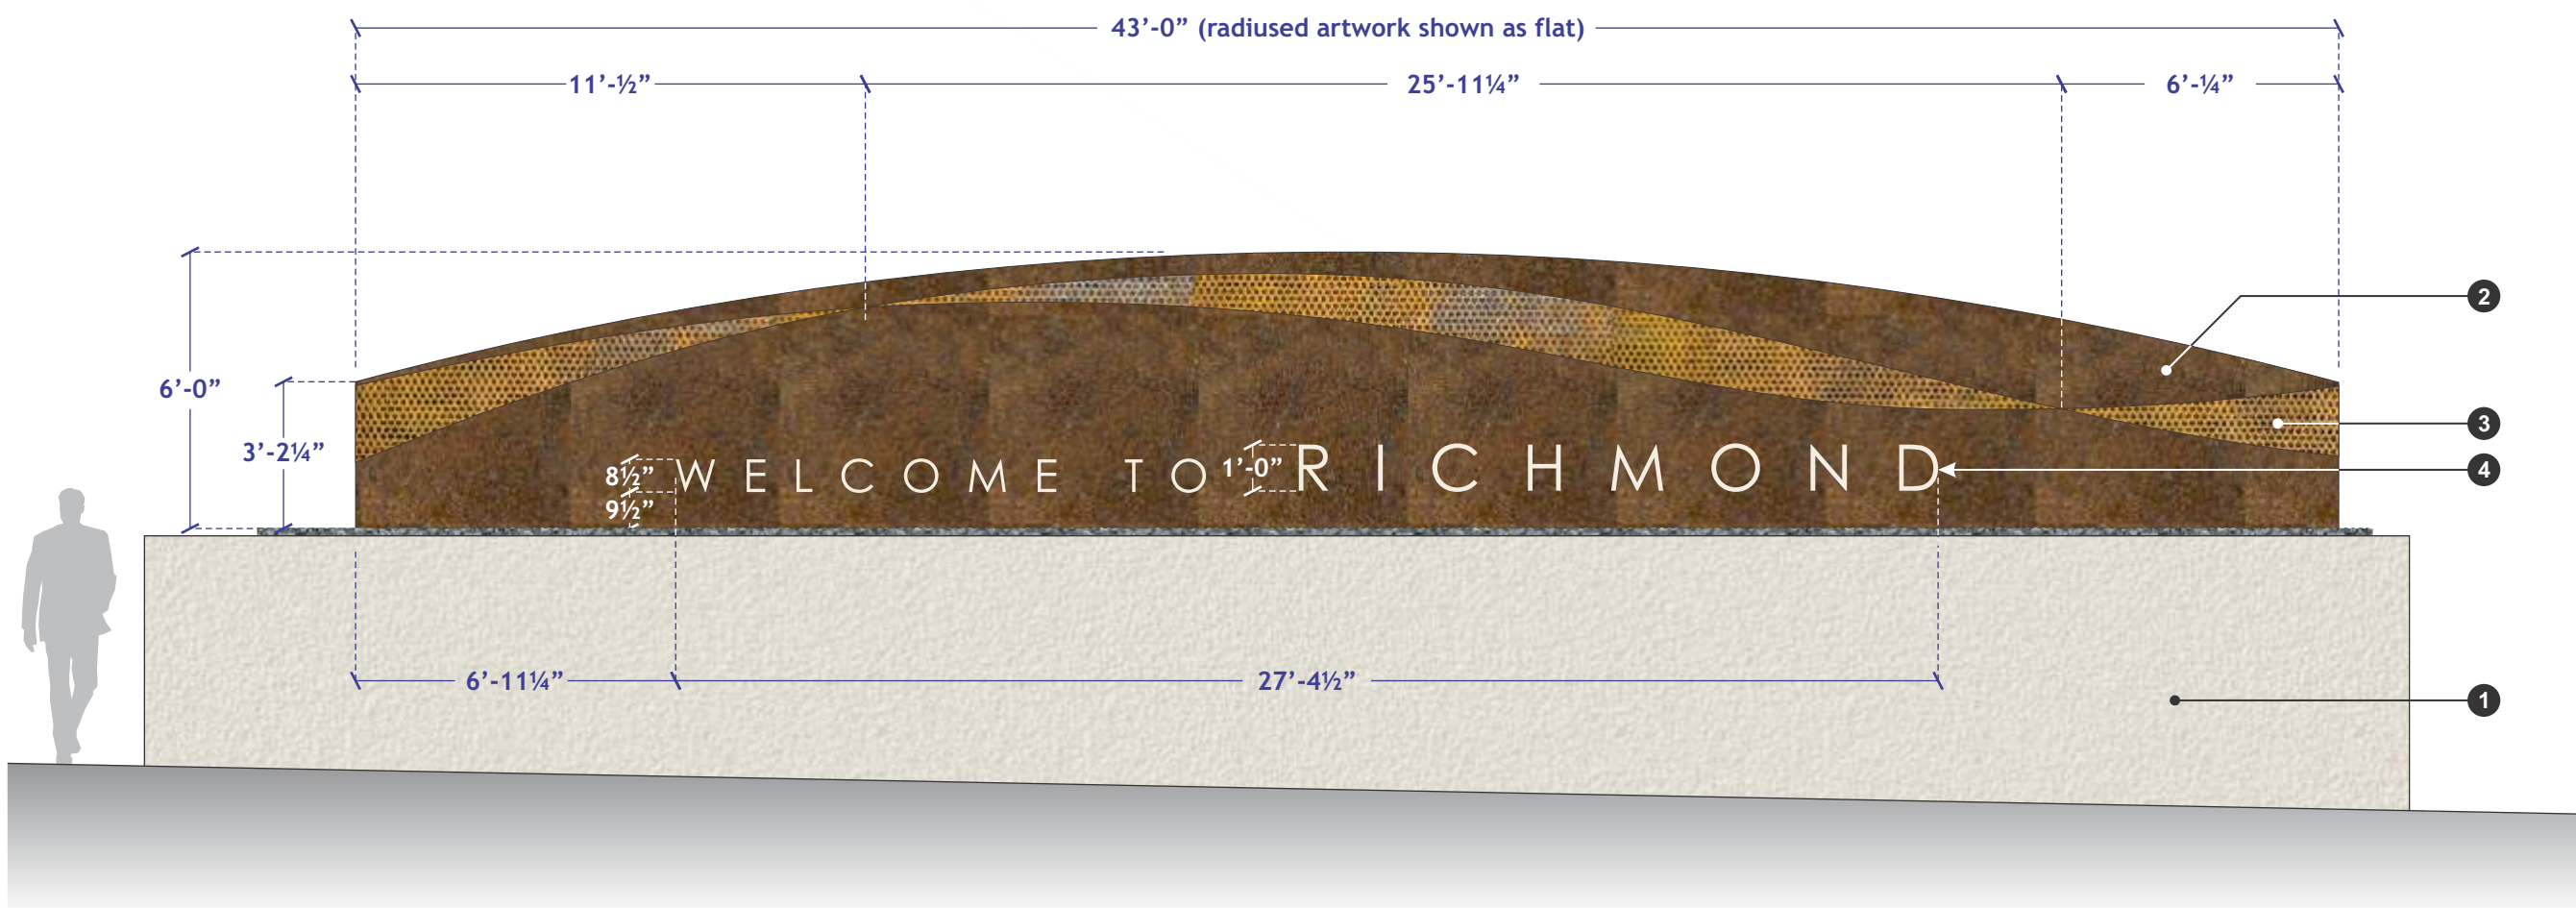 43’-0” (radiused artwork shown as flat)
11’-½” 25’-11¼” 6’-¼”
2
6’-0”
3’-2¼”
3
8½” WELCOME TO 1’-0” RICHMOND 4
9½”
6’-11¼” 27’-4½”
1